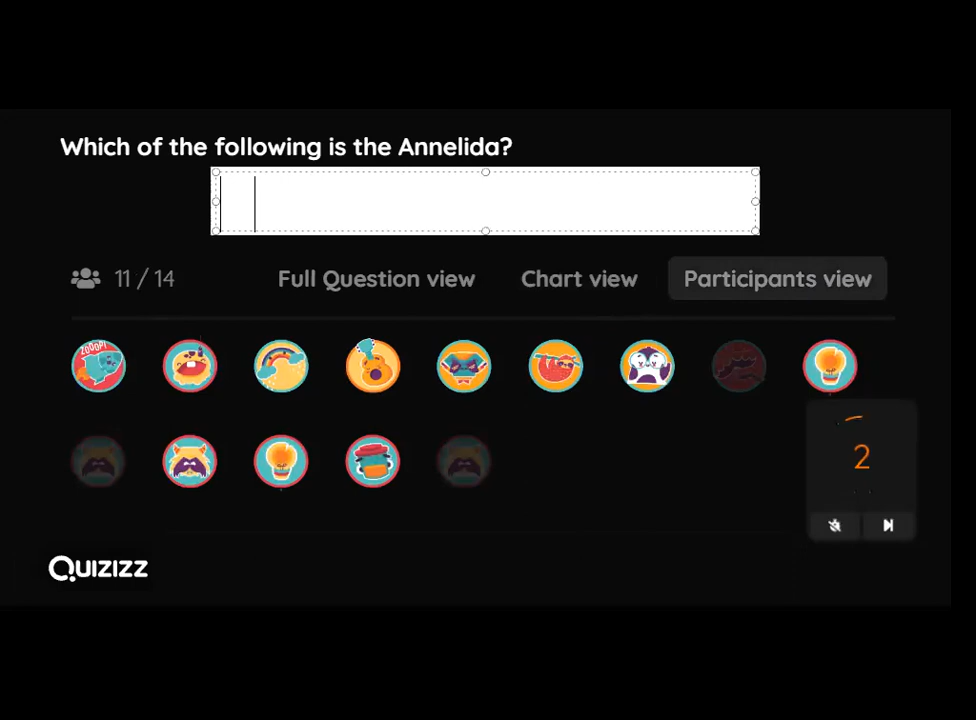 Which of the following is the Annelida?
11 / 14
Full Question view
Chart view
Participants view
ZOOOP!
2
QUIZIZZ